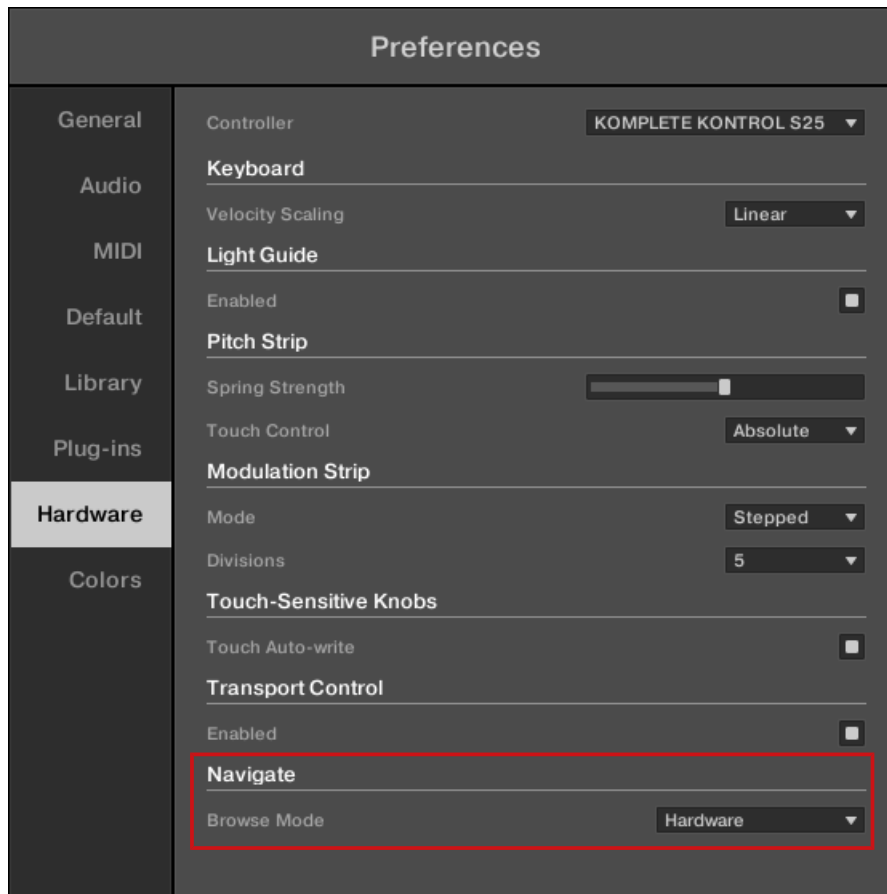 Preferences
General
Audio
MIDI
Default
Library
Plug-ins
Hardware
Colors
Controller KOMPLETE KONTROL S25
Keyboard
Velocity Scaling Linear
Light Guide
Enabled
Pitch Strip
Spring Strength
Touch Control Absolute
Modulation Strip
Mode Stepped
Divisions 5
Touch-Sensitive Knobs
Touch Auto-write
Transport Control
Enabled
Navigate
Browse Mode Hardware